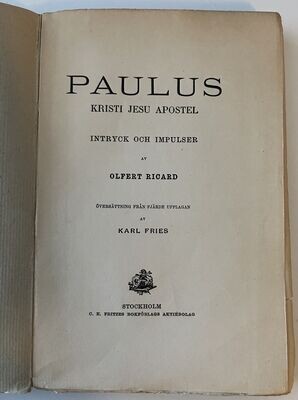 PAULUS
KRISTI JESU APOSTEL
INTRYCK OCH IMPULSER
AV
OLFERT RICARD
ÖVERSÄTTNING FRÅN FJÄRDE UPPLAGAN
AV
KARL FRIES
STOCKHOLM
C. E. FRITZES BOKFÖRLAGS AKTIEBOLAG